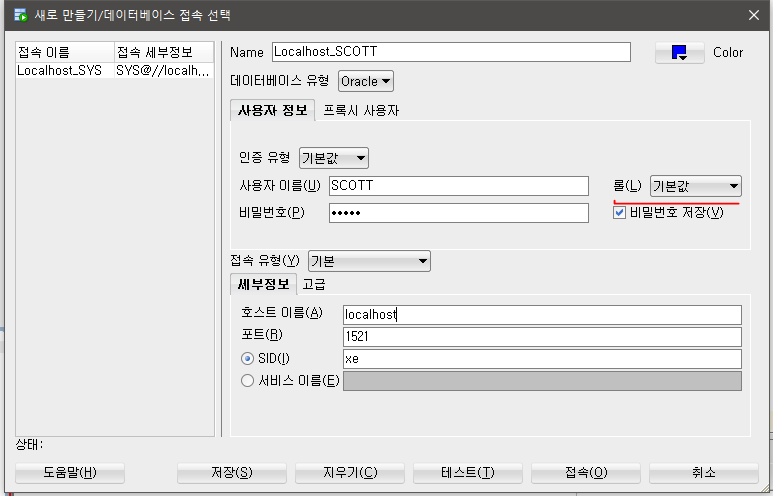 새로 만들기/데이터베이스 접속 선택
접속 이름 접속 세부정보
Localhost_SYS SYS@//localh...
Name Localhost_SCOTT Color
데이터베이스 유형 Oracle
사용자 정보 프록시 사용자
인증 유형 기본값
사용자 이름(U) SCOTT 롤(L) 기본값
비밀번호(P) ••••• 비밀번호 저장(V)
접속 유형(Y) 기본
세부정보 고급
호스트 이름(A) localhost
포트(R) 1521
SID(I) xe
서비스 이름(E)
상태:
도움말(H) 저장(S) 지우기(C) 테스트(T) 접속(O) 취소